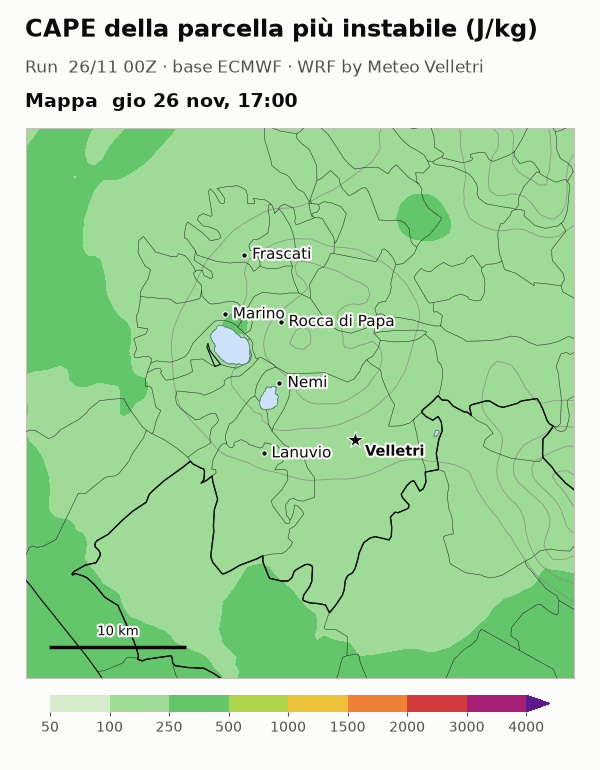 CAPE della parcella più instabile (J/kg)
Run  26/11 00Z · base ECMWF · WRF by Meteo Velletri
Mappa  gio 26 nov, 17:00
Frascati
Marino
Rocca di Papa
Nemi
Velletri
Lanuvio
10 km
50 100 250 500 1000 1500 2000 3000 4000